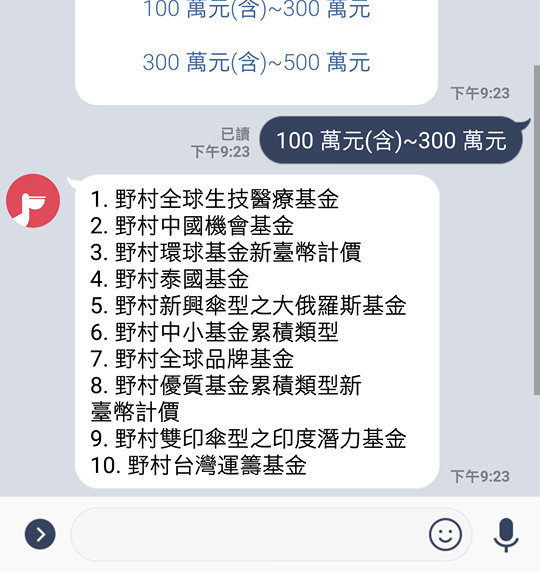 100 萬元(含)~300 萬元
300 萬元(含)~500 萬元
下午9:23
已讀
下午9:23
100 萬元(含)~300 萬元
1. 野村全球生技醫療基金
2. 野村中國機會基金
3. 野村環球基金新臺幣計價
4. 野村泰國基金
5. 野村新興傘型之大俄羅斯基金
6. 野村中小基金累積類型
7. 野村全球品牌基金
8. 野村優質基金累積類型新
臺幣計價
9. 野村雙印傘型之印度潛力基金
10. 野村台灣運籌基金
下午9:23